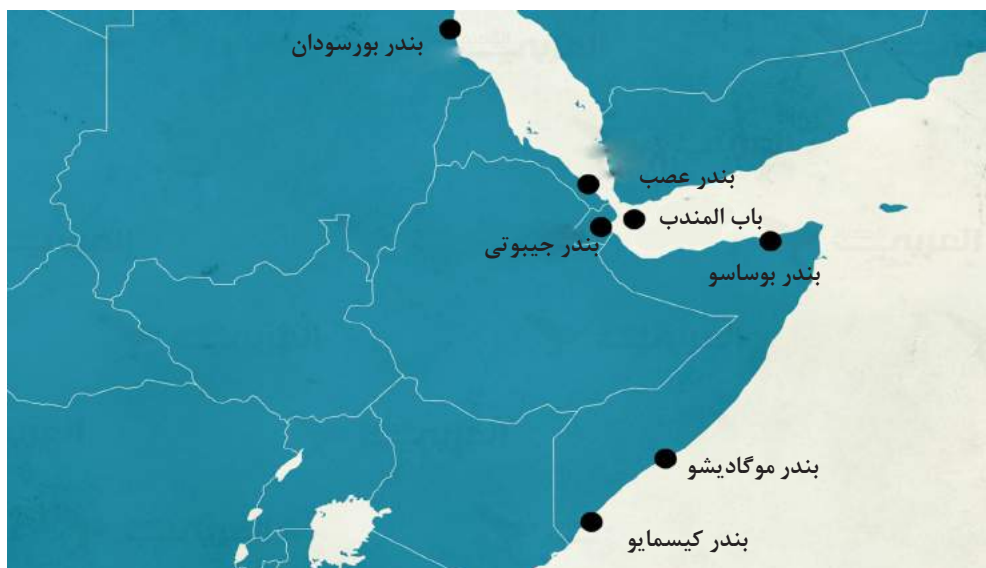 بندر بورسودان
بندر عصب
باب المندب
بندر جیبوتی
بندر بوساسو
بندر موگادیشو
بندر کیسمایو